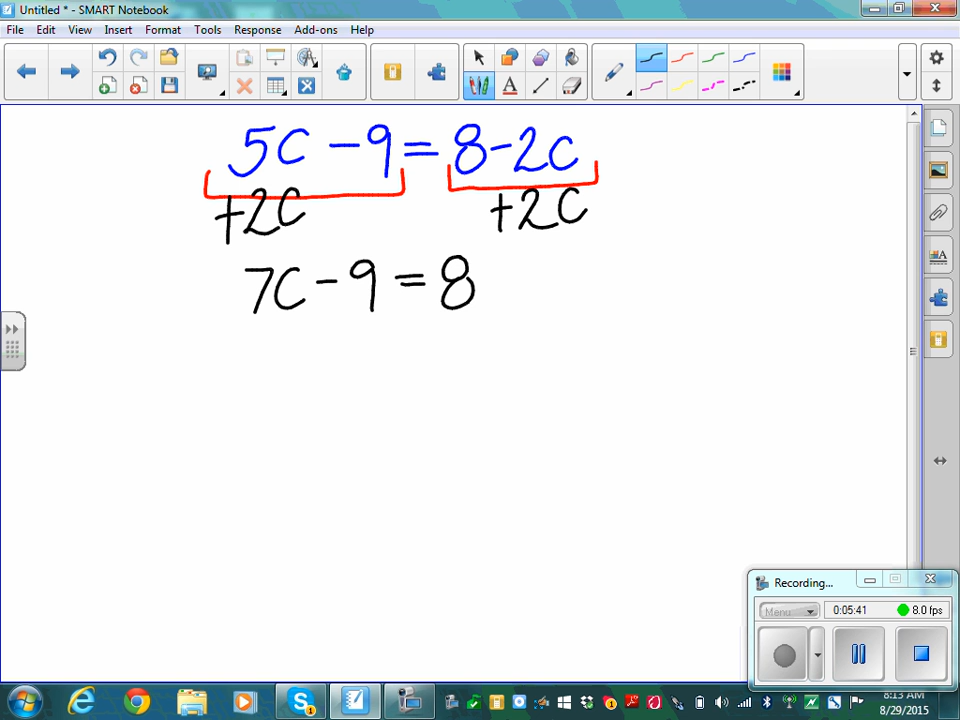 Untitled * - SMART Notebook
File Edit View Insert Format Tools Response Add-ons Help
5c - 9 = 8 - 2c
+2c +2c
7c - 9 = 8
Recording...
Menu 0:05:41 8.0 fps
8:13 AM
8/29/2015